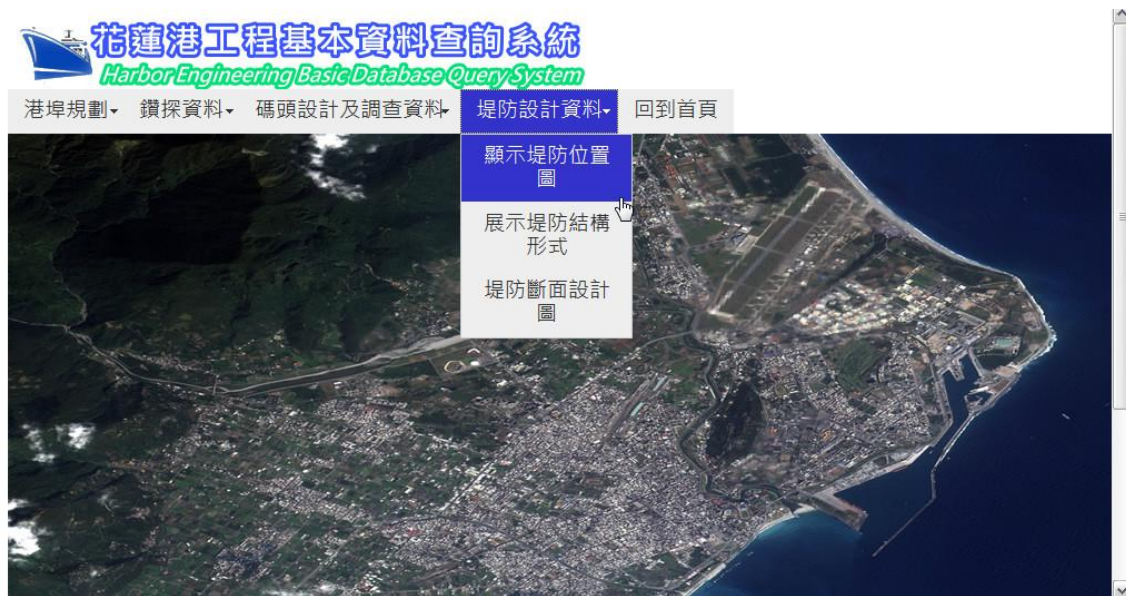 花蓮港工程基本資料查詢系統
Harbor Engineering Basic Database Query System
港埠規劃 鑽探資料 碼頭設計及調查資料 堤防設計資料 回到首頁
顯示堤防位置
圖
展示堤防結構
形式
堤防斷面設計
圖